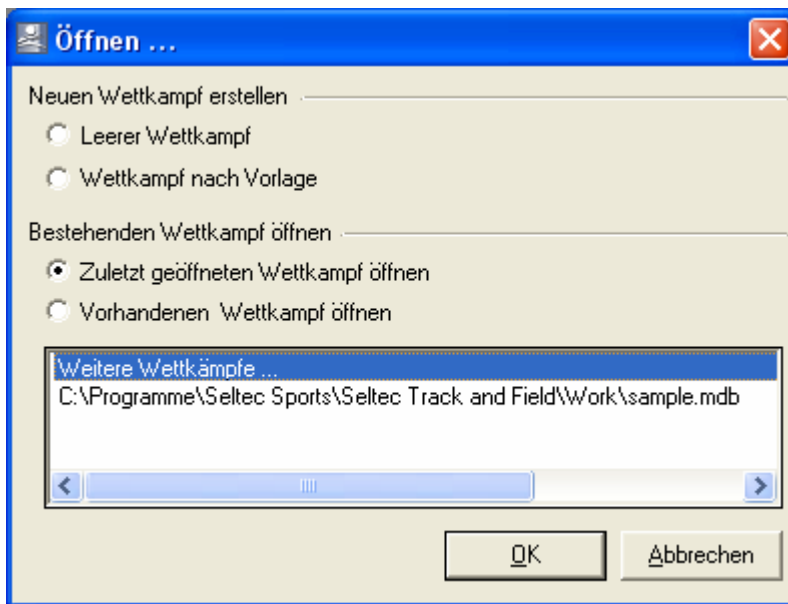 Öffnen ...
Neuen Wettkampf erstellen
Leerer Wettkampf
Wettkampf nach Vorlage
Bestehenden Wettkampf öffnen
Zuletzt geöffneten Wettkampf öffnen
Vorhandenen Wettkampf öffnen
Weitere Wettkämpfe ...
C:\Programme\Seltec Sports\Seltec Track and Field\Work\sample.mdb
OK Abbrechen